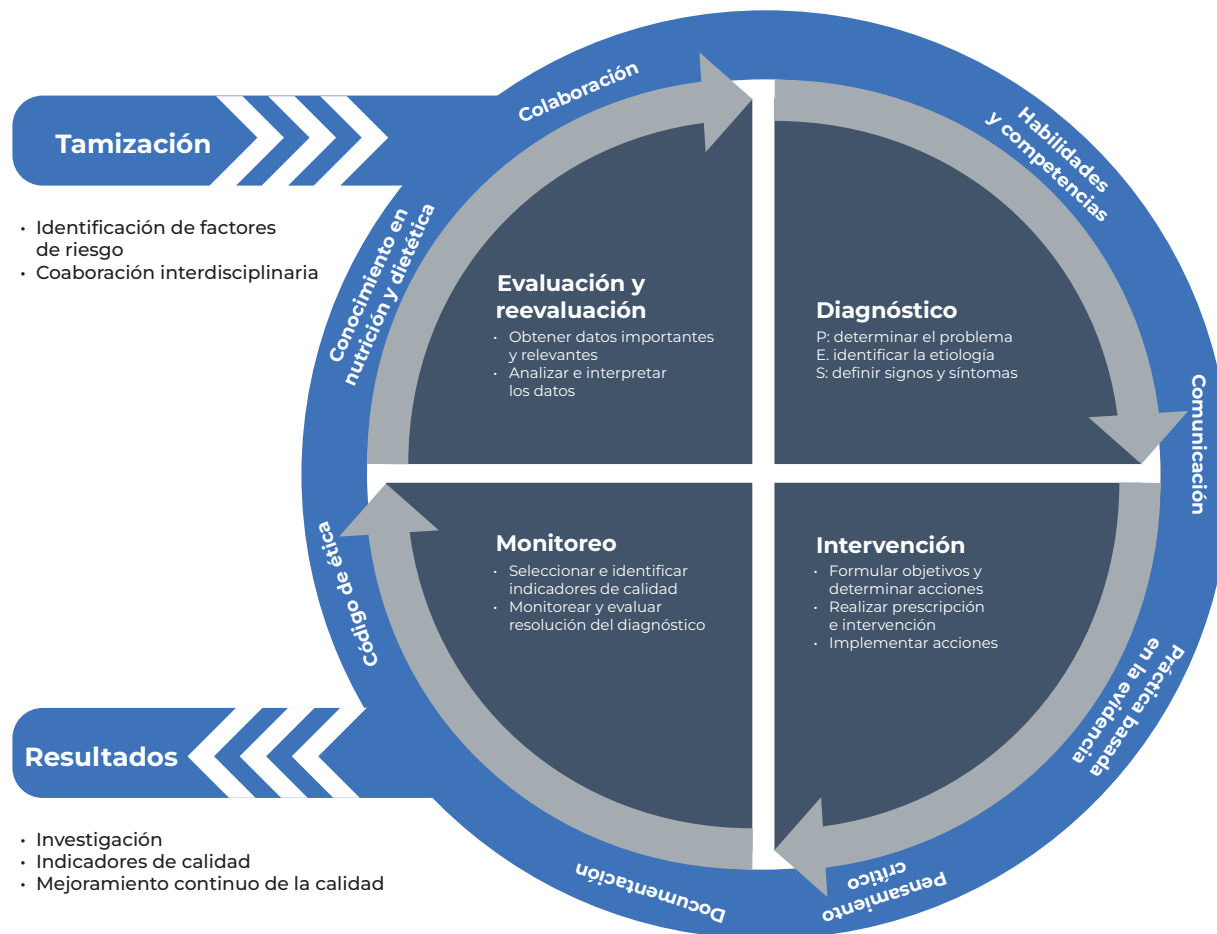 Tamización
• Identificación de factores
de riesgo
• Coaboración interdisciplinaria
Colaboración
Habilidades
y competencias
Conocimiento en
nutrición y dietética
Comunicación
Código de ética
Práctica basada
en la evidencia
Documentación
Pensamiento
crítico
Evaluación y
reevaluación
• Obtener datos importantes
y relevantes
• Analizar e interpretar
los datos
Diagnóstico
P: determinar el problema
E. identificar la etiología
S: definir signos y síntomas
Monitoreo
• Seleccionar e identificar
indicadores de calidad
• Monitorear y evaluar
resolución del diagnóstico
Intervención
• Formular objetivos y
determinar acciones
• Realizar prescripción
e intervención
• Implementar acciones
Resultados
• Investigación
• Indicadores de calidad
• Mejoramiento continuo de la calidad